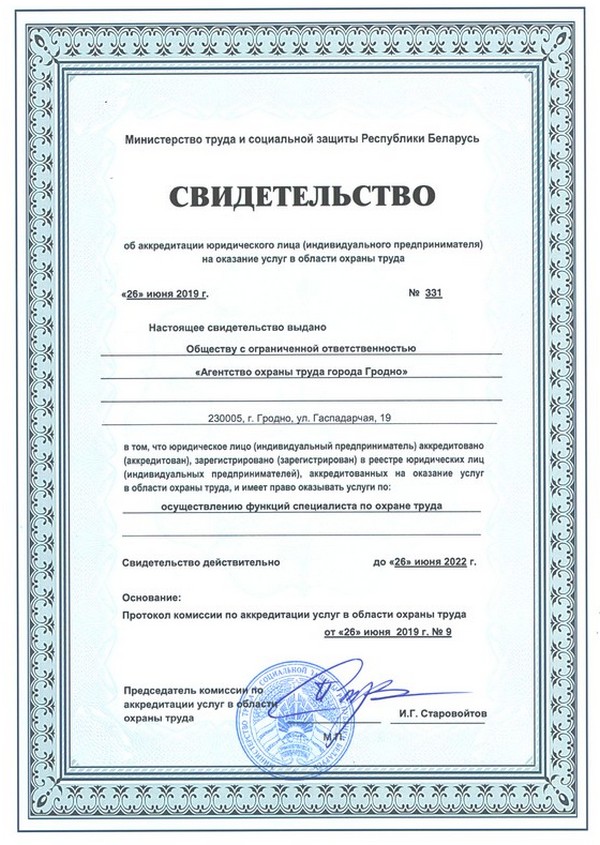 Министерство труда и социальной защиты Республики Беларусь
СВИДЕТЕЛЬСТВО
об аккредитации юридического лица (индивидуального предпринимателя)
на оказание услуг в области охраны труда
«26» июня 2019 г. № 331
Настоящее свидетельство выдано
Обществу с ограниченной ответственностью
«Агентство охраны труда города Гродно»
230005, г. Гродно, ул. Гаспадарчая, 19
в том, что юридическое лицо (индивидуальный предприниматель) аккредитовано
(аккредитован), зарегистрировано (зарегистрирован) в реестре юридических лиц
(индивидуальных предпринимателей), аккредитованных на оказание услуг
в области охраны труда, и имеет право оказывать услуги по:
осуществлению функций специалиста по охране труда
Свидетельство действительно до «26» июня 2022 г.
Основание:
Протокол комиссии по аккредитации услуг в области охраны труда
от «26» июня 2019 г. № 9
Председатель комиссии по
аккредитации услуг в области
охраны труда И.Г. Старовойтов
М.П.